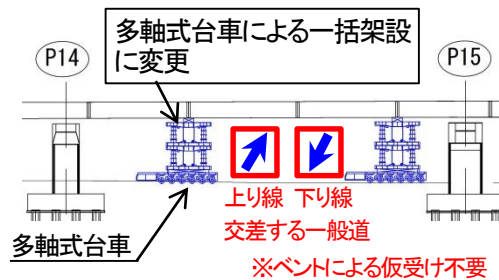 多軸式台車による一括架設
に変更
P14
P15
上り線 下り線
交差する一般道
多軸式台車
※ベントによる仮受け不要